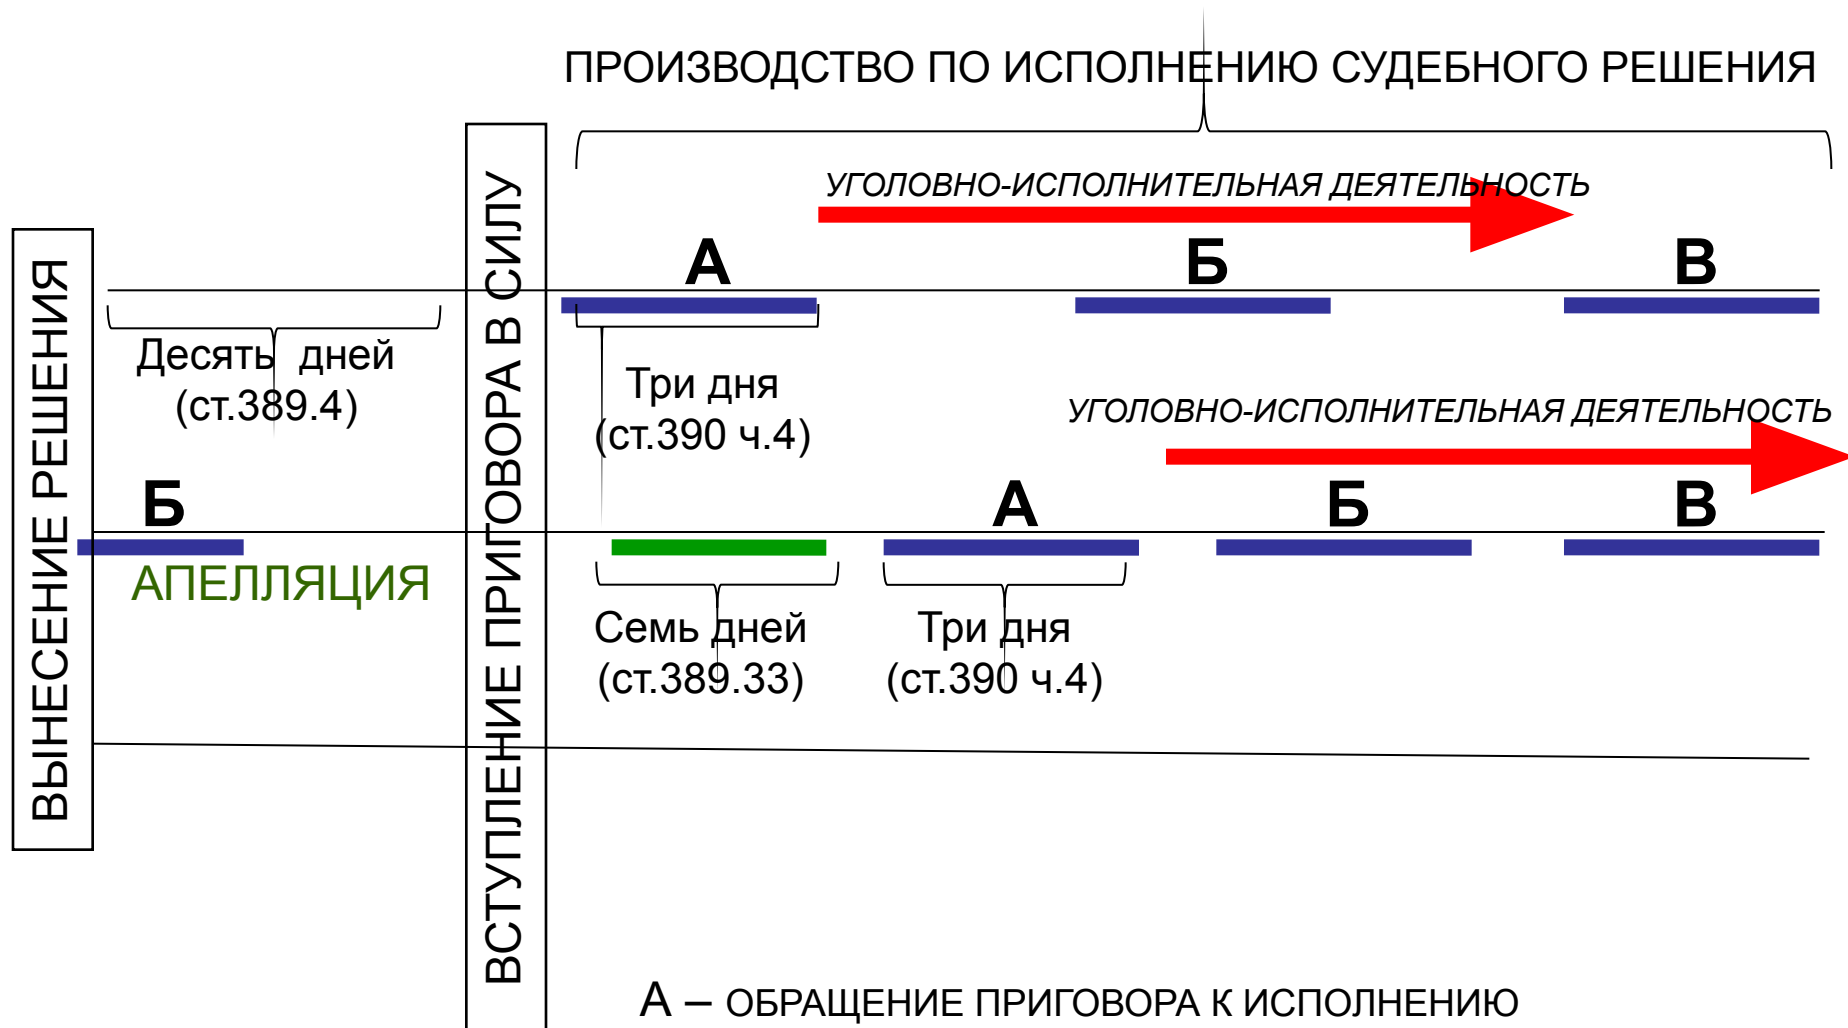 ПРОИЗВОДСТВО ПО ИСПОЛНЕНИЮ СУДЕБНОГО РЕШЕНИЯ
УГОЛОВНО-ИСПОЛНИТЕЛЬНАЯ ДЕЯТЕЛЬНОСТЬ
ВЫНЕСЕНИЕ РЕШЕНИЯ
ВСТУПЛЕНИЕ ПРИГОВОРА В СИЛУ
А
Б
В
Десять дней
(ст.389.4)
Три дня
(ст.390 ч.4)
УГОЛОВНО-ИСПОЛНИТЕЛЬНАЯ ДЕЯТЕЛЬНОСТЬ
Б
А
Б
В
АПЕЛЛЯЦИЯ
Семь дней
(ст.389.33)
Три дня
(ст.390 ч.4)
А – ОБРАЩЕНИЕ ПРИГОВОРА К ИСПОЛНЕНИЮ